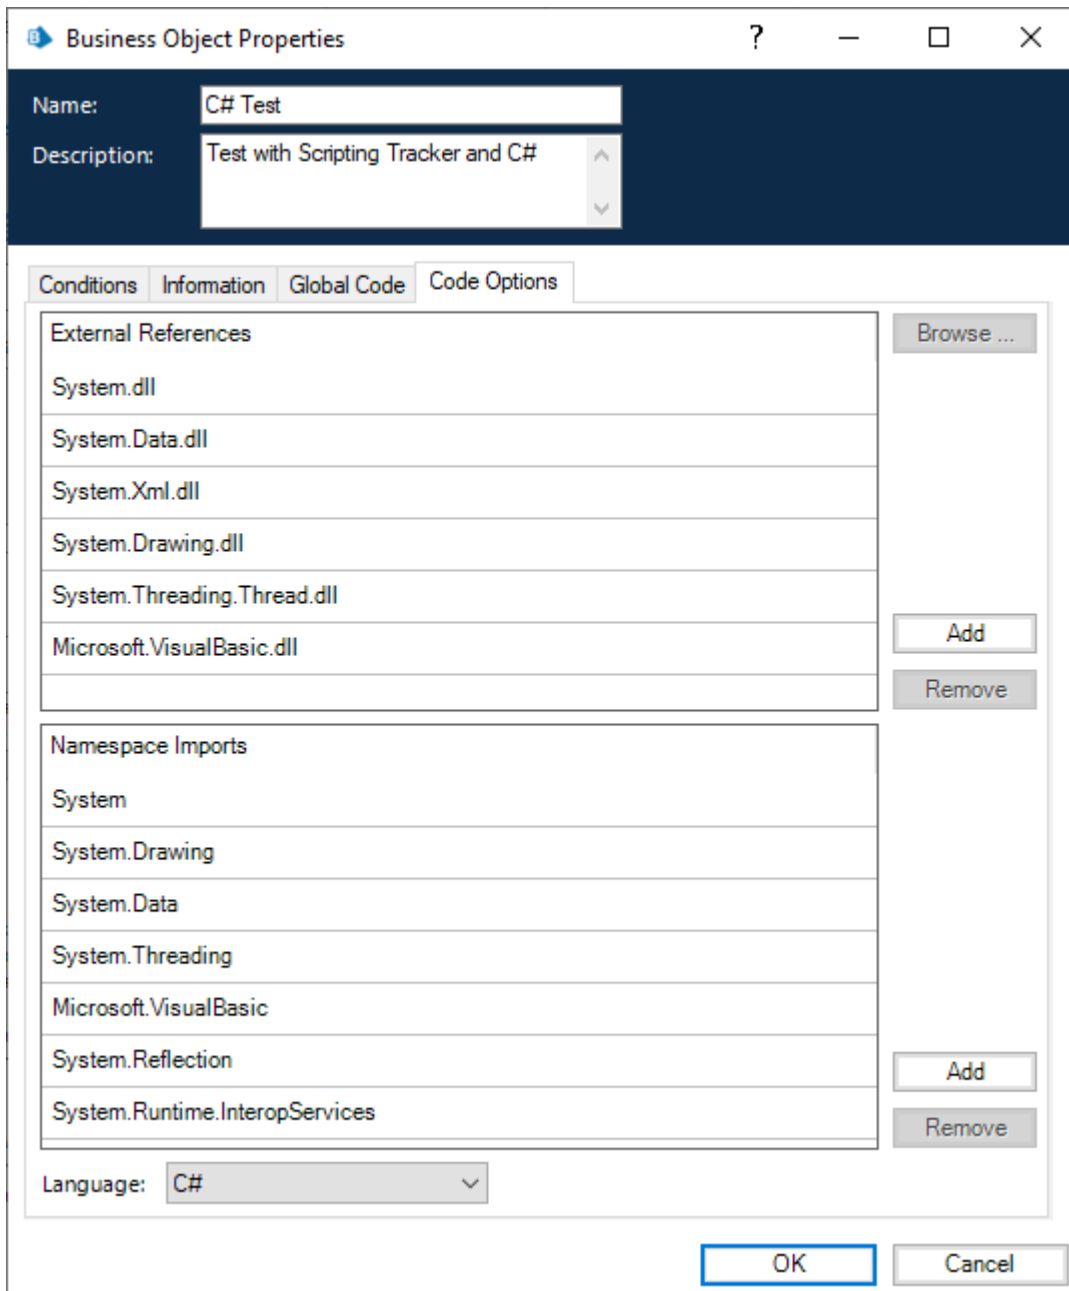 Business Object Properties
?
Name:
C# Test
Description:
Test with Scripting Tracker and C#
Conditions Information Global Code Code Options
External References
Browse ...
System.dll
System.Data.dll
System.Xml.dll
System.Drawing.dll
System.Threading.Thread.dll
Microsoft.VisualBasic.dll
Add
Remove
Namespace Imports
System
System.Drawing
System.Data
System.Threading
Microsoft.VisualBasic
System.Reflection
System.Runtime.InteropServices
Add
Remove
Language: C#
OK Cancel